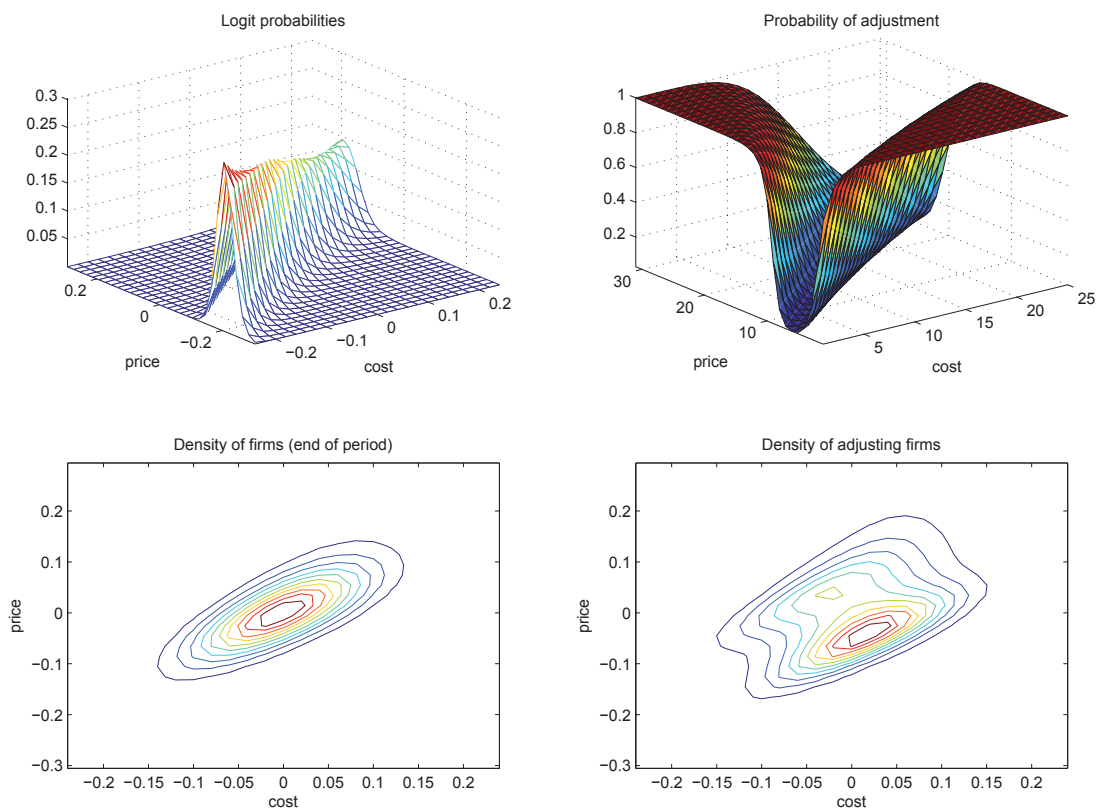 Logit probabilities
0.3
0.25
0.2
0.15
0.1
0.05
0.2
0
−0.2
price
−0.2
−0.1
0
0.1
0.2
cost
Probability of adjustment
1
0.8
0.6
0.4
0.2
30
20
10
price
5
10
15
20
25
cost
Density of firms (end of period)
0.2
0.1
0
−0.1
−0.2
−0.3
price
−0.2 −0.15 −0.1 −0.05 0 0.05 0.1 0.15 0.2
cost
Density of adjusting firms
0.2
0.1
0
−0.1
−0.2
−0.3
price
−0.2 −0.15 −0.1 −0.05 0 0.05 0.1 0.15 0.2
cost